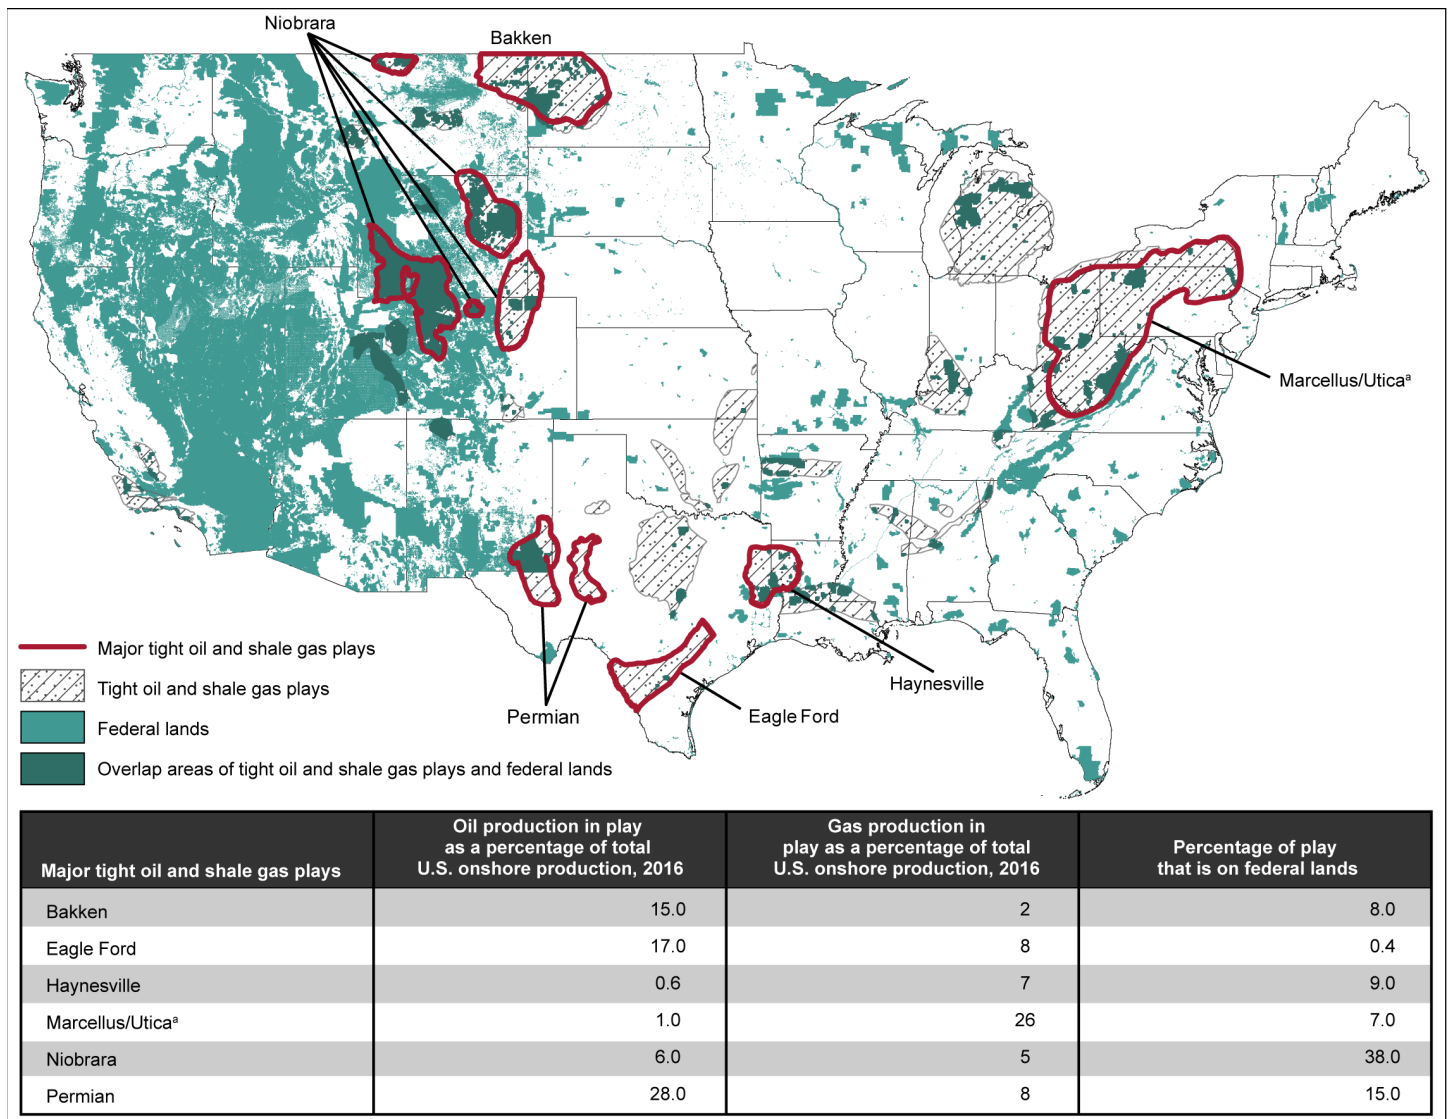 Niobrara
Bakken
Marcellus/Uticaᵃ
Haynesville
Eagle Ford
Permian
Major tight oil and shale gas plays
Tight oil and shale gas plays
Federal lands
Overlap areas of tight oil and shale gas plays and federal lands
Major tight oil and shale gas plays
Oil production in play
as a percentage of total
U.S. onshore production, 2016
Gas production in
play as a percentage of total
U.S. onshore production, 2016
Percentage of play
that is on federal lands
Bakken 15.0 2 8.0
Eagle Ford 17.0 8 0.4
Haynesville 0.6 7 9.0
Marcellus/Uticaᵃ 1.0 26 7.0
Niobrara 6.0 5 38.0
Permian 28.0 8 15.0